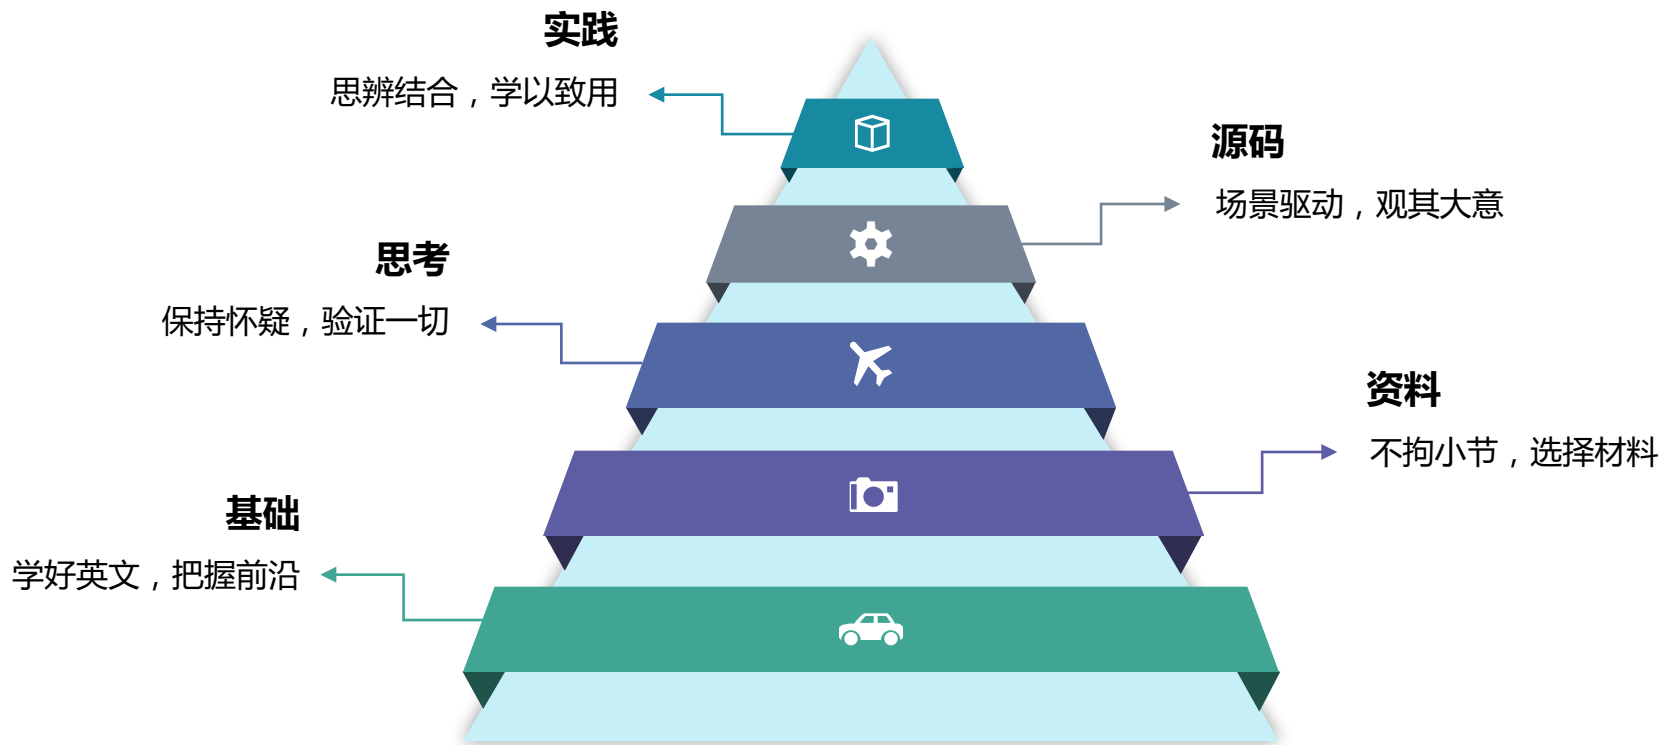 实践
思辨结合，学以致用
源码
场景驱动，观其大意
思考
保持怀疑，验证一切
资料
不拘小节，选择材料
基础
学好英文，把握前沿